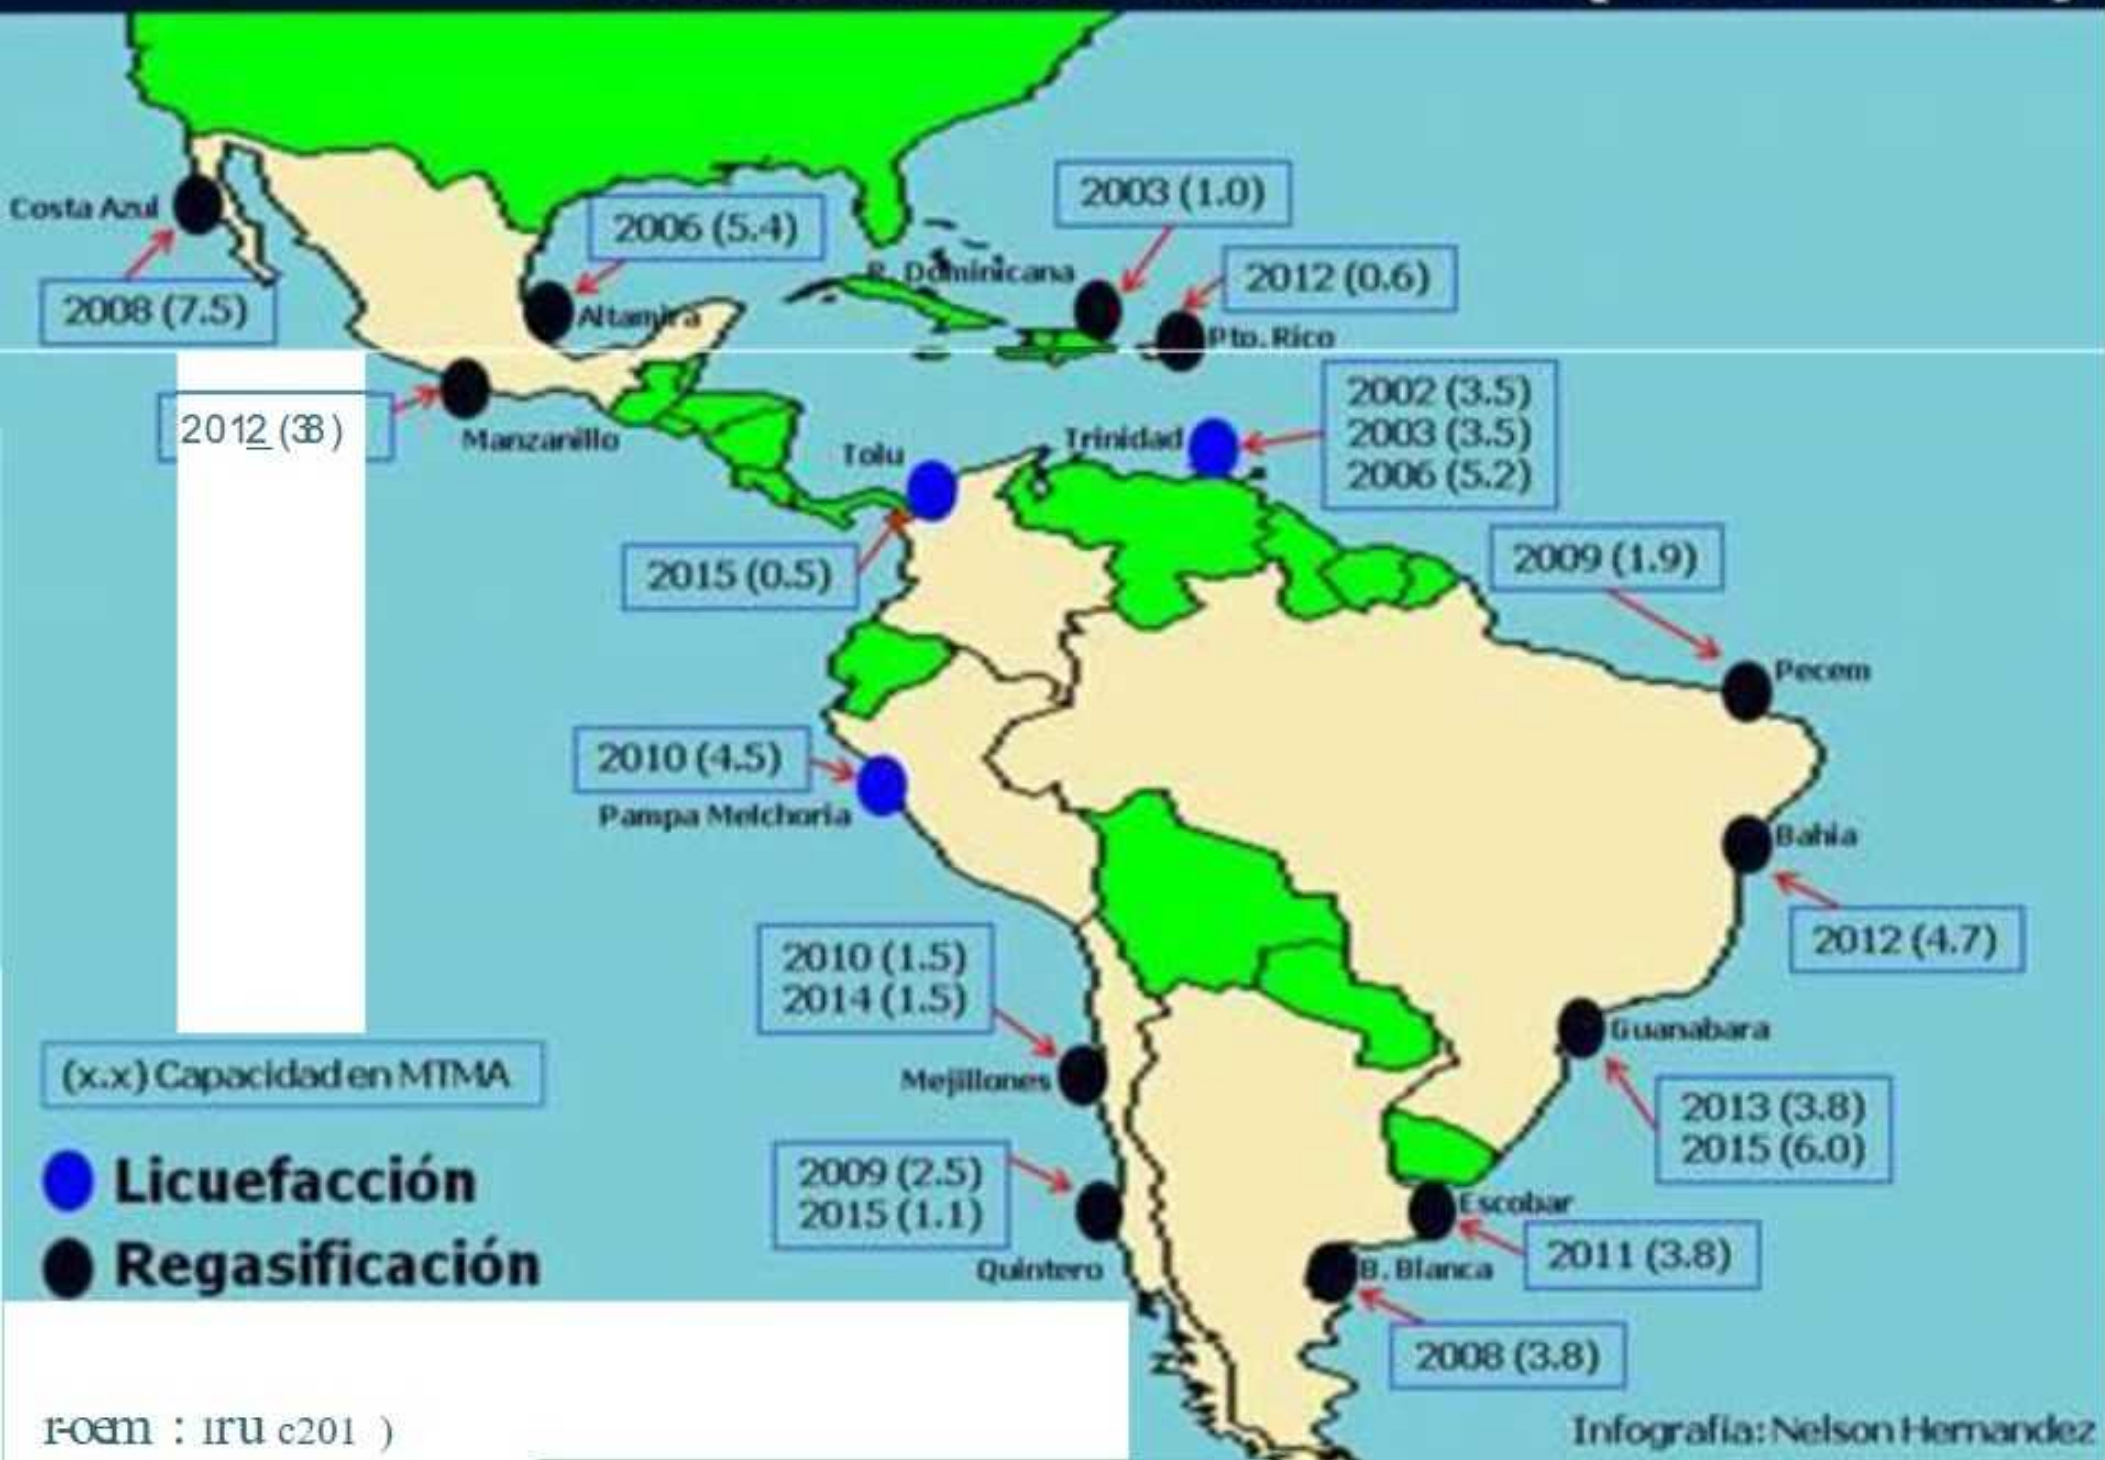 2003 (1.0)
Costa Azul
2006 (5.4)
R. Dominicana
2012 (0.6)
2008 (7.5)
Altamira
Pto. Rico
2002 (3.5)
2003 (3.5)
2006 (5.2)
2012 (38)
Manzanillo
Tolu
Trinidad
2015 (0.5)
2009 (1.9)
Pecem
2010 (4.5)
Pampa Melchoria
Bahia
2012 (4.7)
2010 (1.5)
2014 (1.5)
Guanabara
(x.x) Capacidad en MTMA
Mejillones
2013 (3.8)
2015 (6.0)
Licuefacción
2009 (2.5)
2015 (1.1)
Escobar
Regasificación
Quintero
B. Blanca
2011 (3.8)
2008 (3.8)
Infografia: Nelson Hernandez